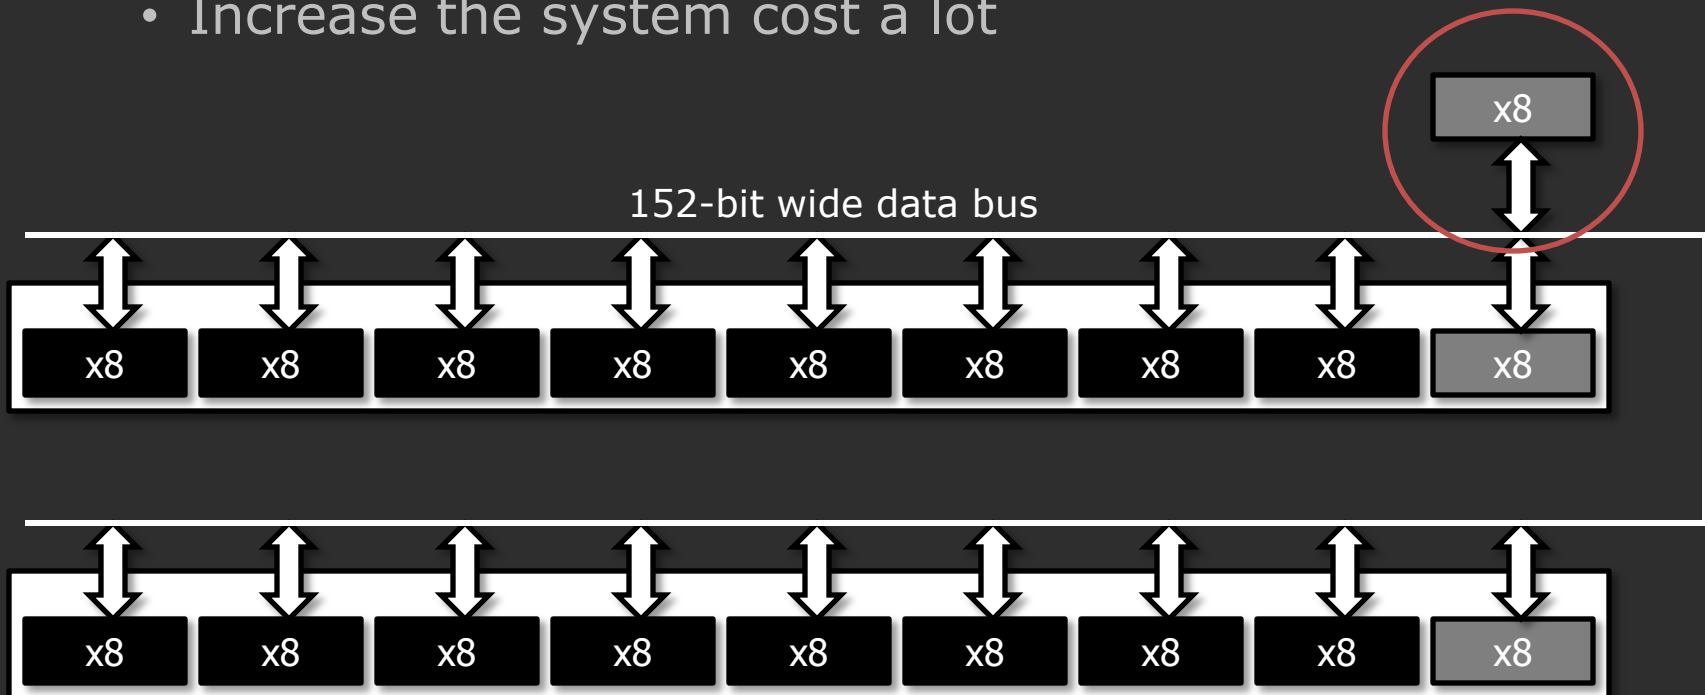 • Increase the system cost a lot
x8
152-bit wide data bus
x8 x8 x8 x8 x8 x8 x8 x8 x8
x8 x8 x8 x8 x8 x8 x8 x8 x8